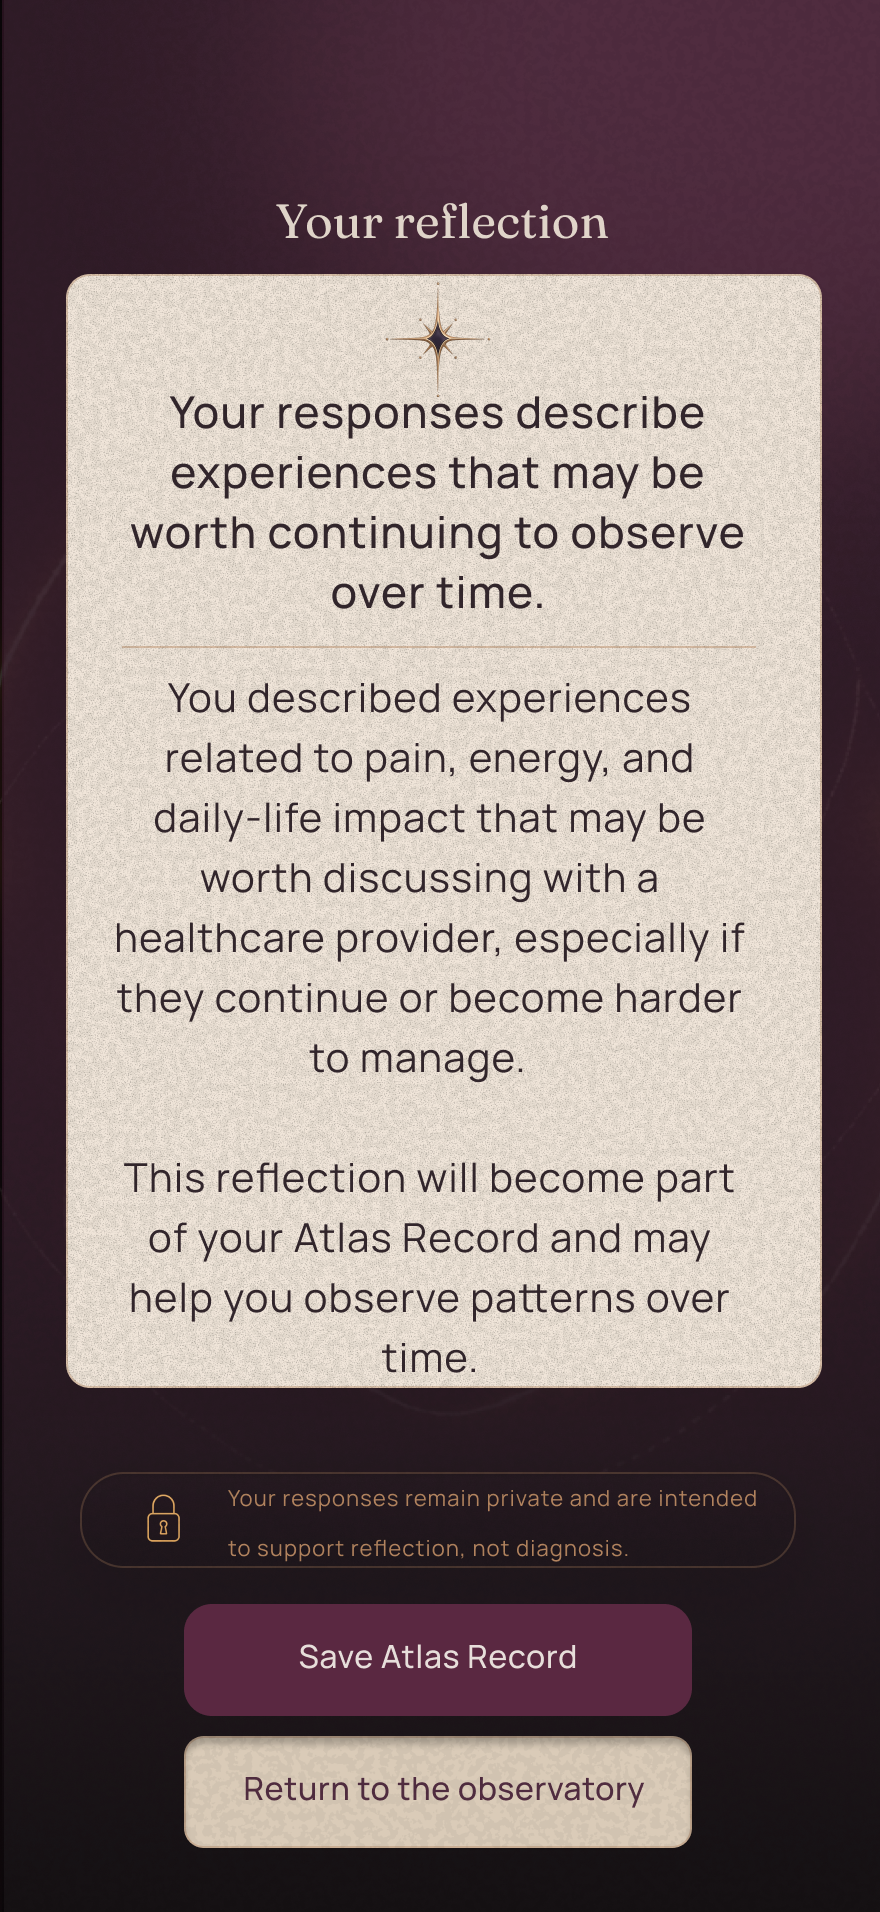 Your reflection
Your responses describe
experiences that may be
worth continuing to observe
over time.
You described experiences
related to pain, energy, and
daily-life impact that may be
worth discussing with a
healthcare provider, especially if
they continue or become harder
to manage.
This reflection will become part
of your Atlas Record and may
help you observe patterns over
time.
Your responses remain private and are intended
to support reflection, not diagnosis.
Save Atlas Record
Return to the observatory